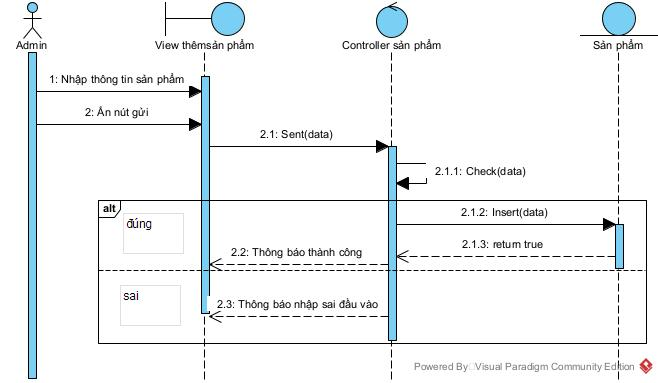 Admin
View thêmsản phẩm
Controller sản phẩm
Sản phẩm
1: Nhập thông tin sản phẩm
2: Ấn nút gửi
2.1: Sent(data)
2.1.1: Check(data)
alt
đúng
2.1.2: Insert(data)
2.1.3: return true
2.2: Thông báo thành công
sai
2.3: Thông báo nhập sai đầu vào
Powered By Visual Paradigm Community Edition